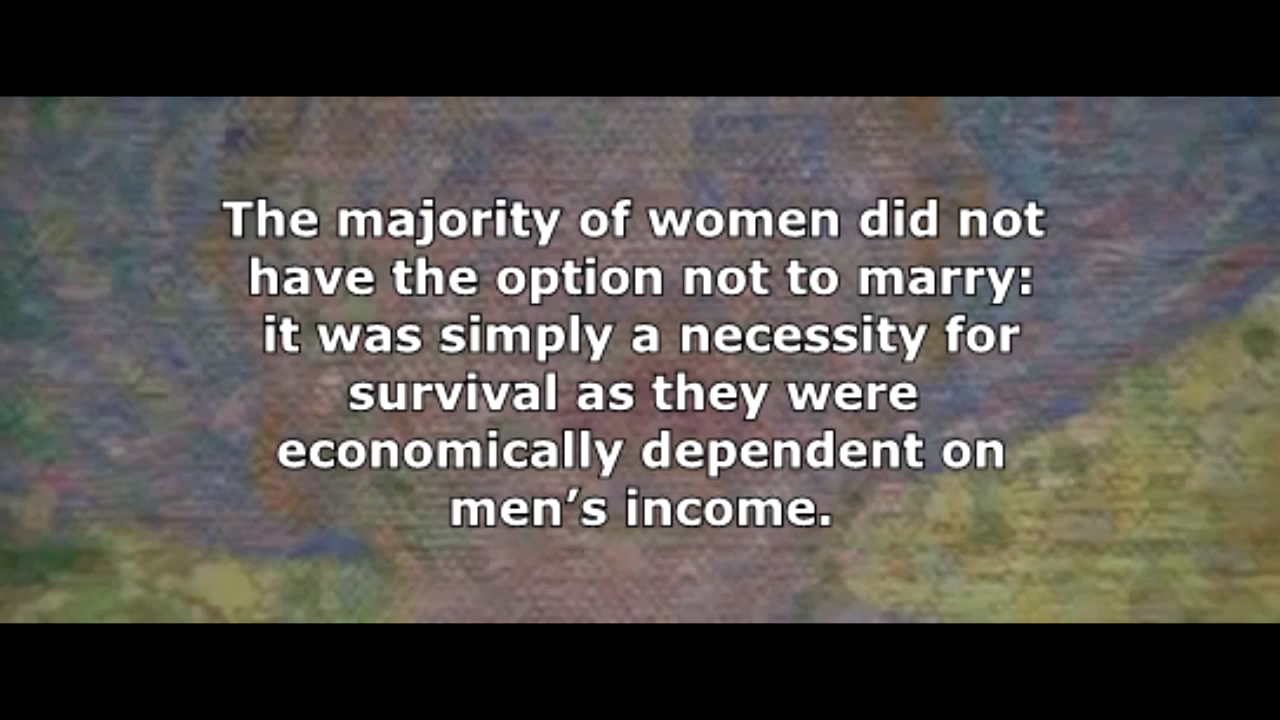 The majority of women did not
have the option not to marry:
it was simply a necessity for
survival as they were
economically dependent on
men’s income.